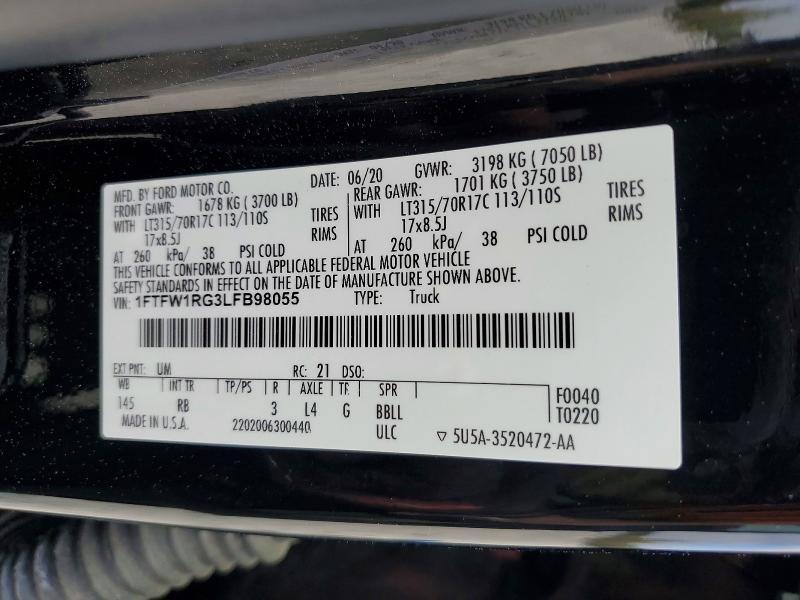 MFD. BY FORD MOTOR CO. DATE: 06/20 GVWR: 3198 KG ( 7050 LB)
FRONT GAWR: 1678 KG ( 3700 LB) REAR GAWR: 1701 KG ( 3750 LB)
WITH LT315/70R17C 113/110S TIRES WITH LT315/70R17C 113/110S TIRES
17x8.5J RIMS 17x8.5J RIMS
AT 260 kPa/ 38 PSI COLD AT 260 kPa/ 38 PSI COLD
THIS VEHICLE CONFORMS TO ALL APPLICABLE FEDERAL MOTOR VEHICLE
SAFETY STANDARDS IN EFFECT ON THE DATE OF MANUFACTURE SHOWN ABOVE.
VIN: 1FTFW1RG3LFB98055 TYPE: Truck
EXT PNT: UM RC: 21 DSO:
WB INT TR TP/PS R AXLE TR SPR F0040
145 RB 3 L4 G BBLL T0220
MADE IN U.S.A. 2202006300440 ULC ▽ 5U5A-3520472-AA